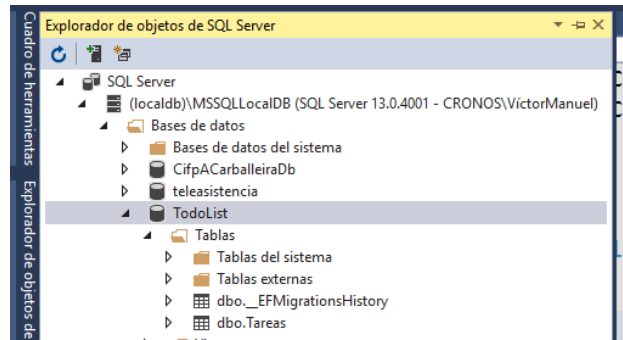 Explorador de objetos de SQL Server
SQL Server
(localdb)\MSSQLLocalDB (SQL Server 13.0.4001 - CRONOS\VíctorManuel)
Bases de datos
Bases de datos del sistema
CifpACarballeiraDb
teleasistencia
TodoList
Tablas
Tablas del sistema
Tablas externas
dbo.__EFMigrationsHistory
dbo.Tareas
Cuadro de herramientas
Explorador de objetos de